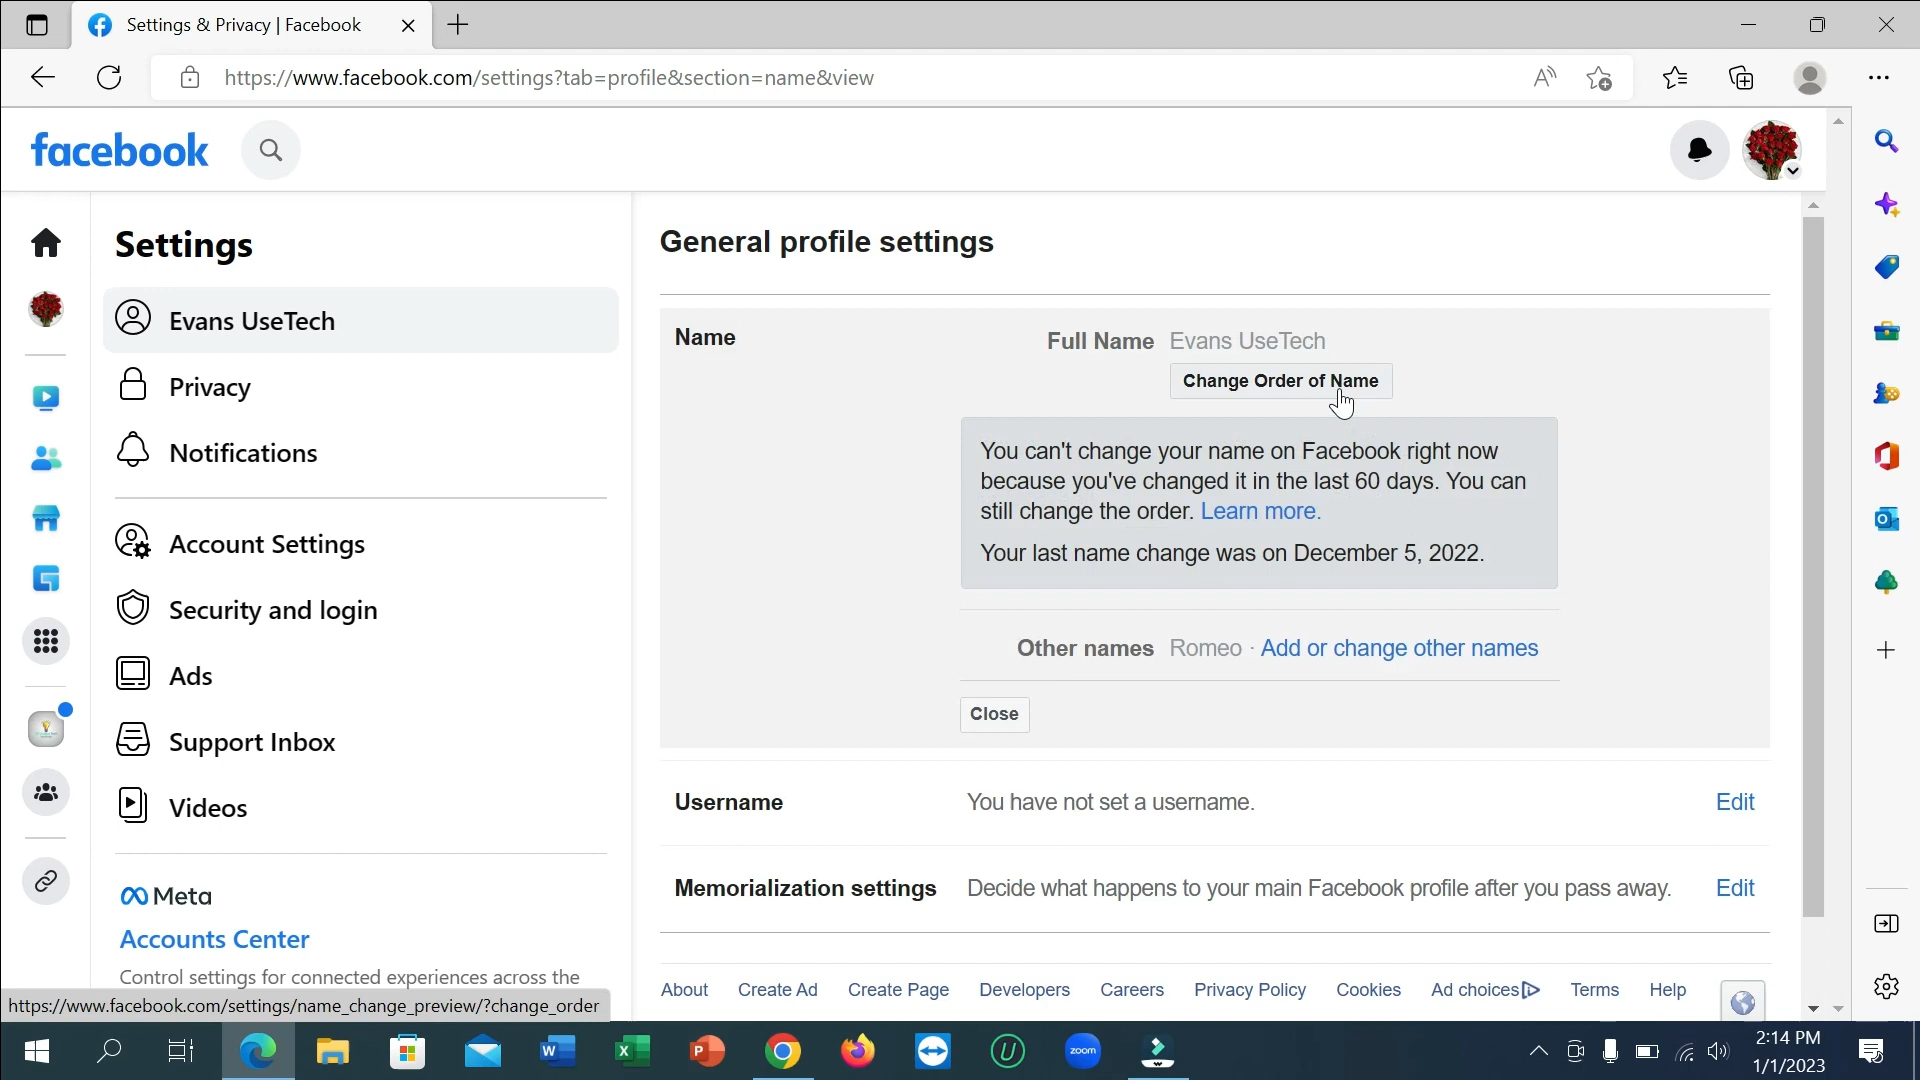 Settings & Privacy | Facebook
https://www.facebook.com/settings?tab=profile&section=name&view
facebook
Settings
Evans UseTech
Privacy
Notifications
Account Settings
Security and login
Ads
Support Inbox
Videos
Meta
Accounts Center
Control settings for connected experiences across the
https://www.facebook.com/settings/name_change_preview/?change_order
General profile settings
Name
Full Name Evans UseTech
Change Order of Name
You can't change your name on Facebook right now
because you've changed it in the last 60 days. You can
still change the order. Learn more.
Your last name change was on December 5, 2022.
Other names Romeo · Add or change other names
Close
Username You have not set a username. Edit
Memorialization settings Decide what happens to your main Facebook profile after you pass away. Edit
About Create Ad Create Page Developers Careers Privacy Policy Cookies Ad choices Terms Help
zoom
2:14 PM
1/1/2023